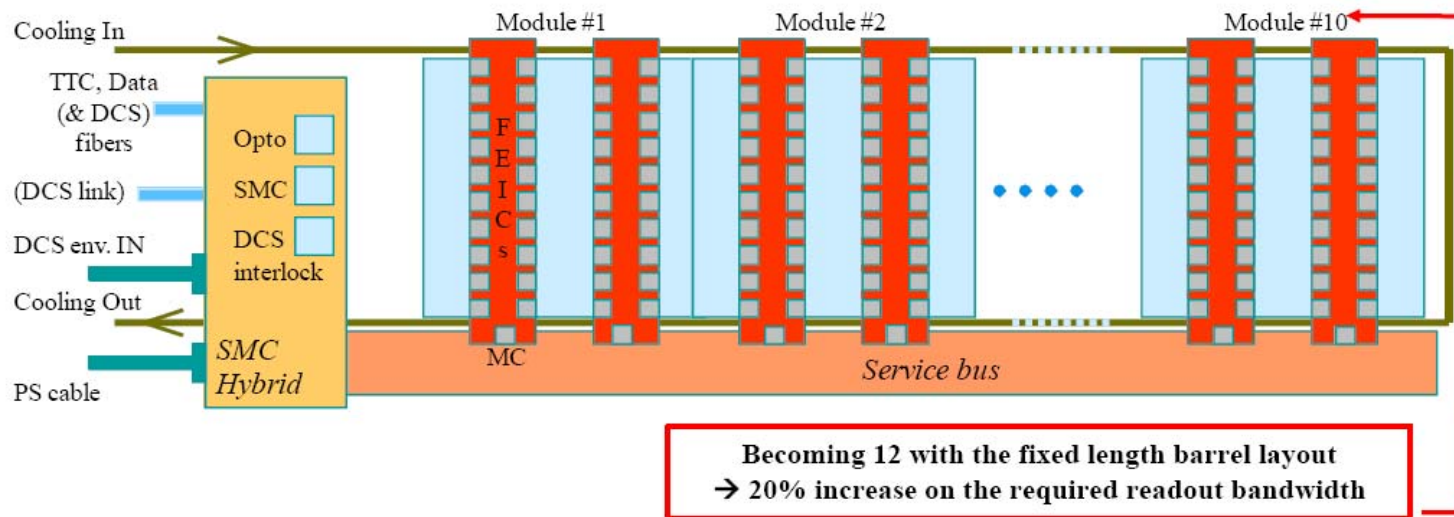 Module #1
Module #2
Module #10
Cooling In
TTC, Data
(& DCS)
fibers
(DCS link)
DCS env. IN
Cooling Out
PS cable
Opto
SMC
DCS
interlock
SMC
Hybrid
F
E
I
C
s
MC
Service bus
Becoming 12 with the fixed length barrel layout
→ 20% increase on the required readout bandwidth